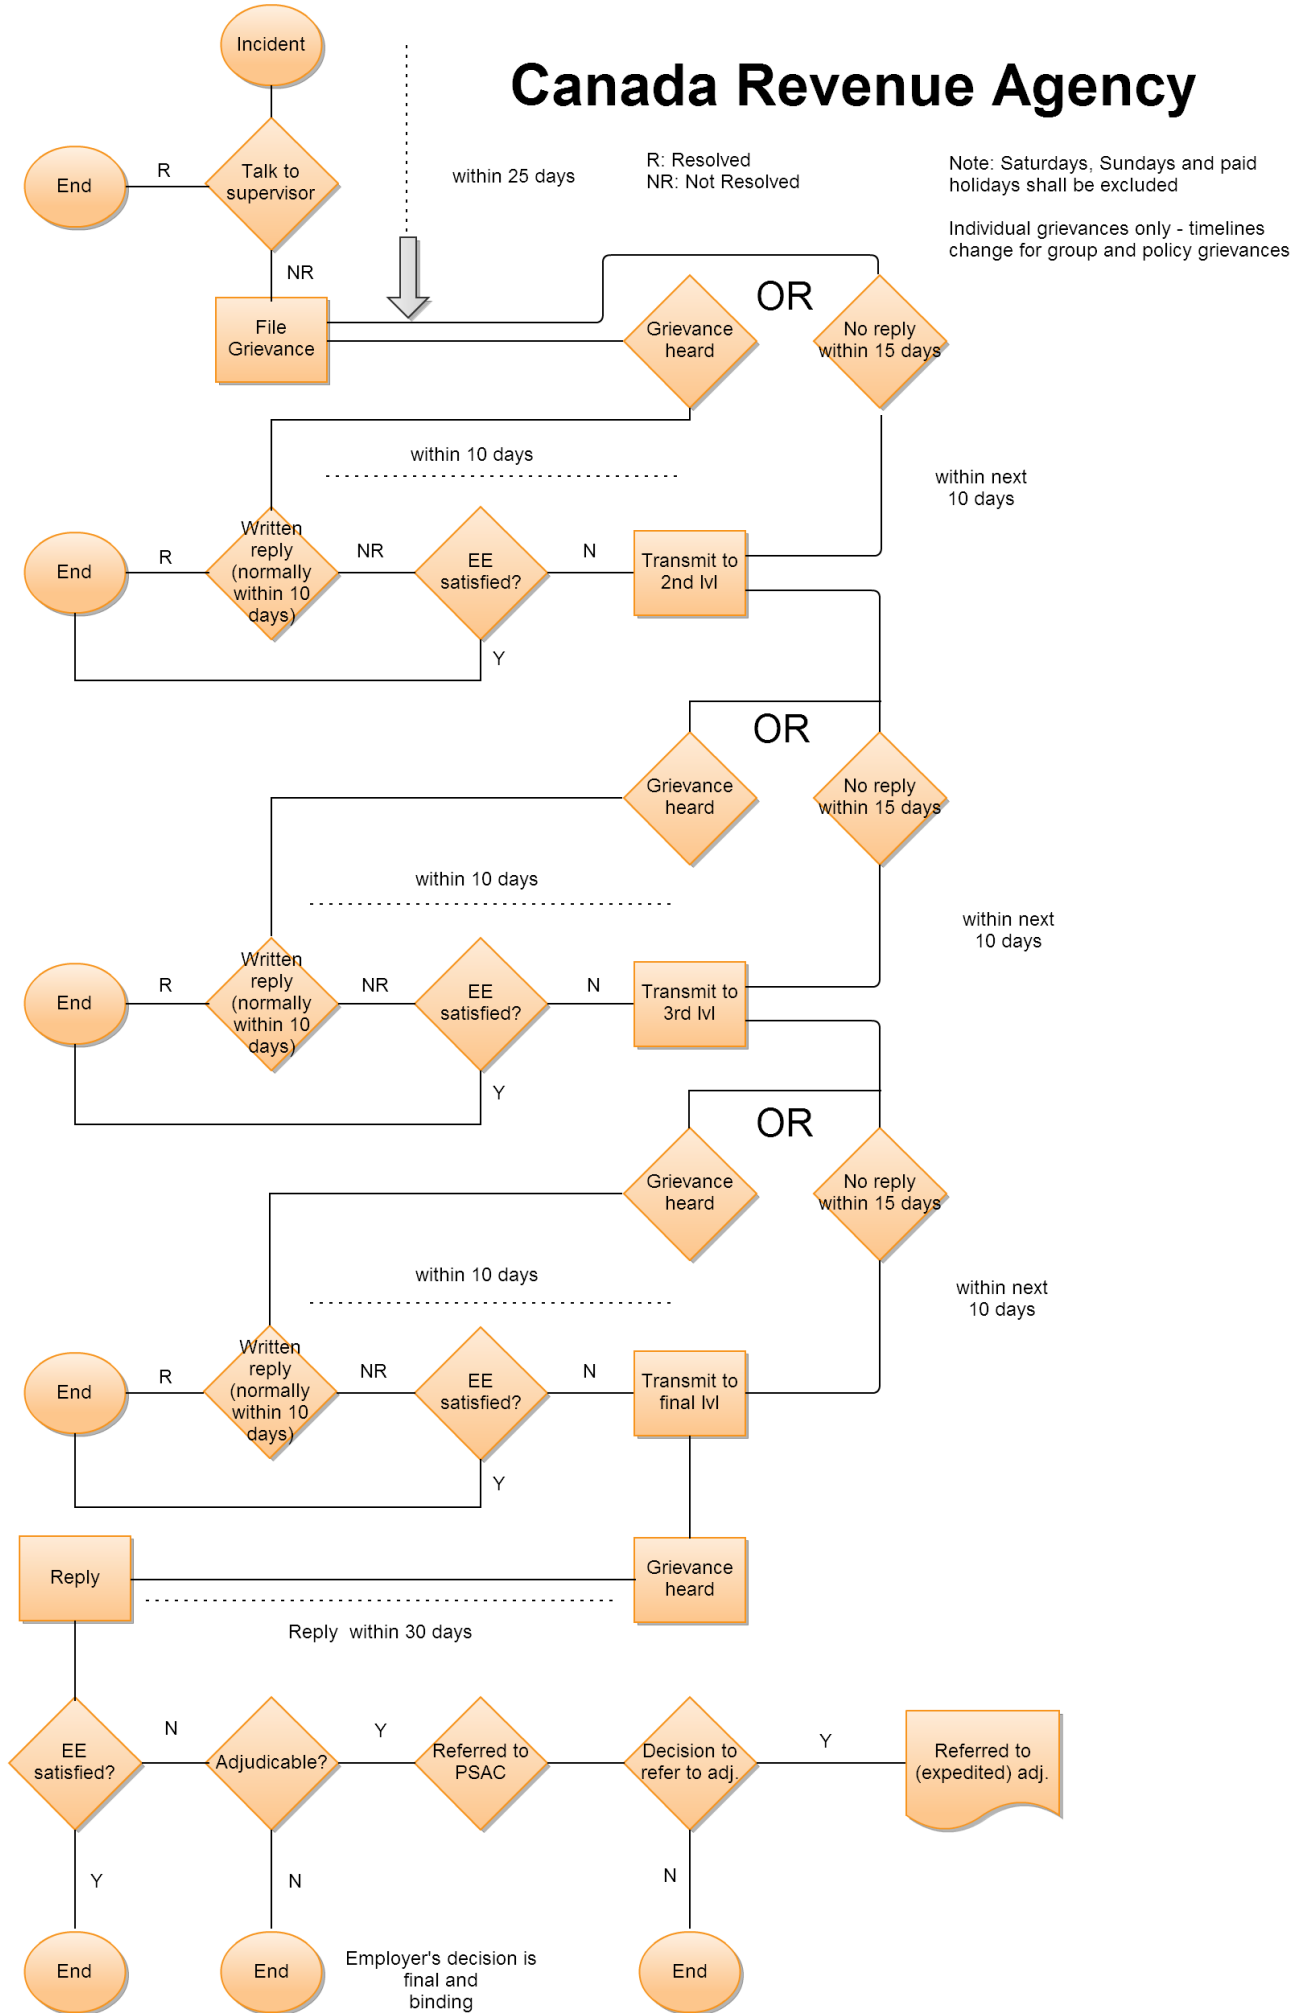 Incident
Canada Revenue Agency
End
R
Talk to
supervisor
within 25 days
R: Resolved
NR: Not Resolved
Note: Saturdays, Sundays and paid
holidays shall be excluded
Individual grievances only - timelines
change for group and policy grievances
NR
File
Grievance
Grievance
heard
OR
No reply
within 15 days
within 10 days
within next
10 days
End
R
Written
reply
(normally
within 10
days)
NR
EE
satisfied?
N
Transmit to
2nd lvl
Y
OR
Grievance
heard
No reply
within 15 days
within 10 days
within next
10 days
End
R
Written
reply
(normally
within 10
days)
NR
EE
satisfied?
N
Transmit to
3rd lvl
Y
OR
Grievance
heard
No reply
within 15 days
within 10 days
within next
10 days
End
R
Written
reply
(normally
within 10
days)
NR
EE
satisfied?
N
Transmit to
final lvl
Y
Reply
Grievance
heard
Reply  within 30 days
EE
satisfied?
N
Adjudicable?
Y
Referred to
PSAC
Decision to
refer to adj.
Y
Referred to
(expedited) adj.
Y
N
N
End
End
Employer's decision is
final and
binding
End